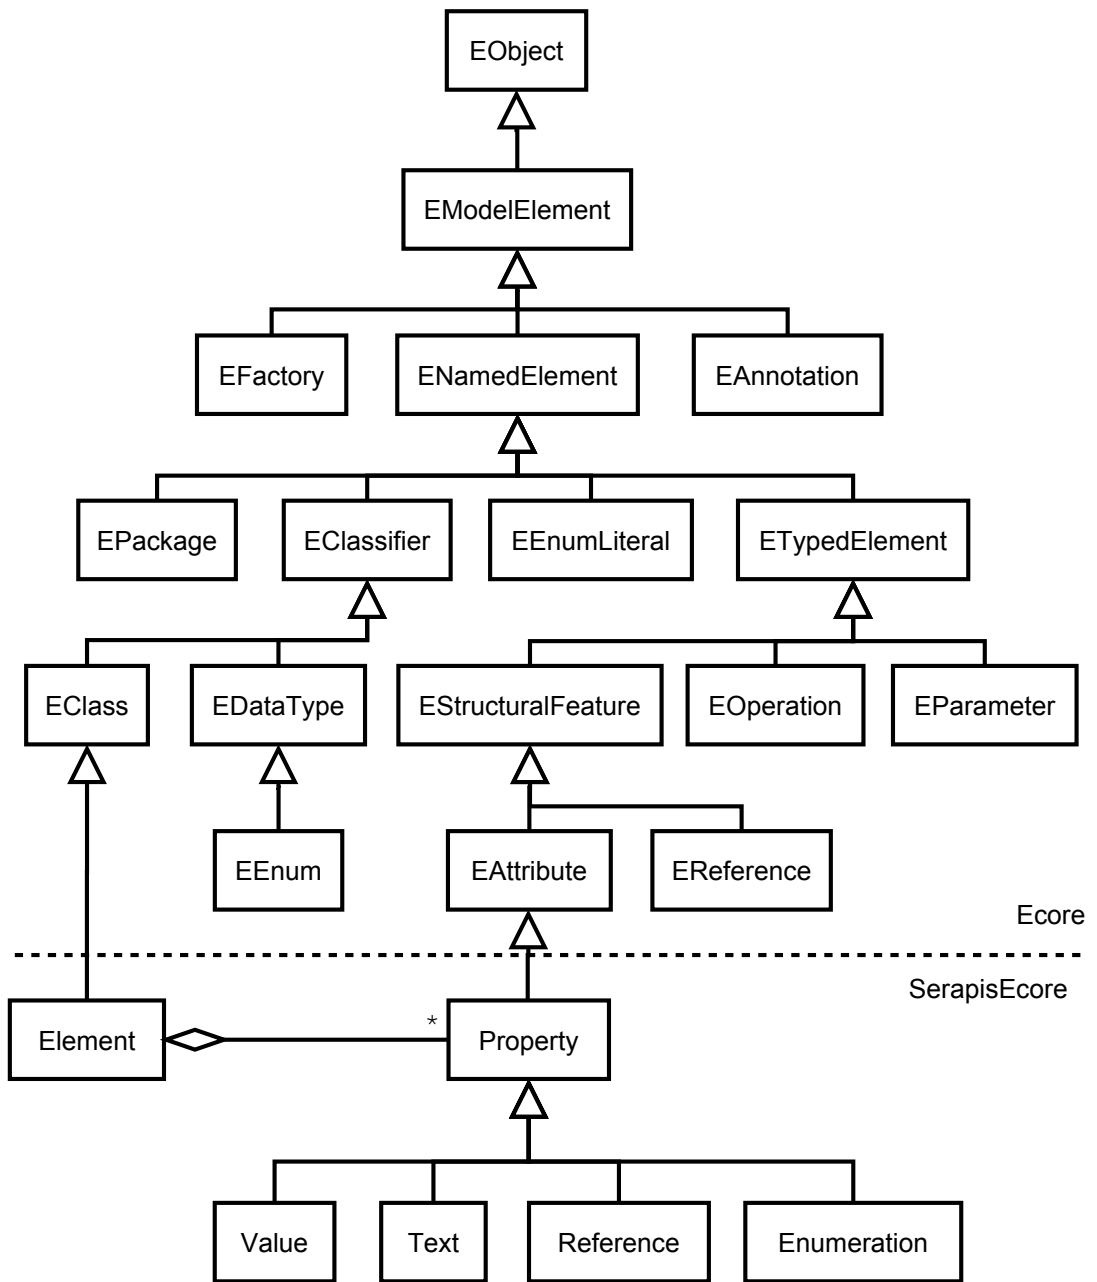 EObject
EModelElement
EFactory
ENamedElement
EAnnotation
EPackage
EClassifier
EEnumLiteral
ETypedElement
EClass
EDataType
EStructuralFeature
EOperation
EParameter
EEnum
EAttribute
EReference
Ecore
SerapisEcore
Element
*
Property
Value
Text
Reference
Enumeration